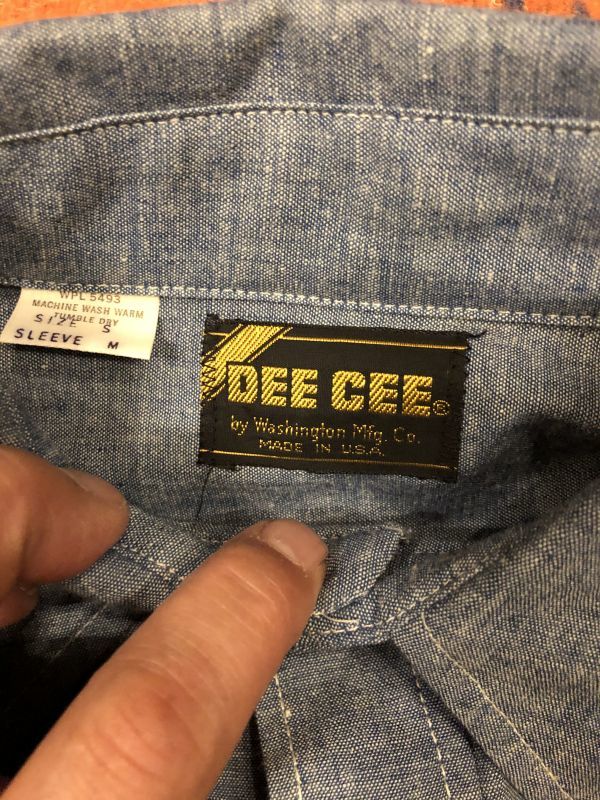 WPL 5493
MACHINE WASH WARM
TUMBLE DRY
SIZE S
SLEEVE M
DEE CEE®
by Washington Mfg. Co.
MADE IN U.S.A.